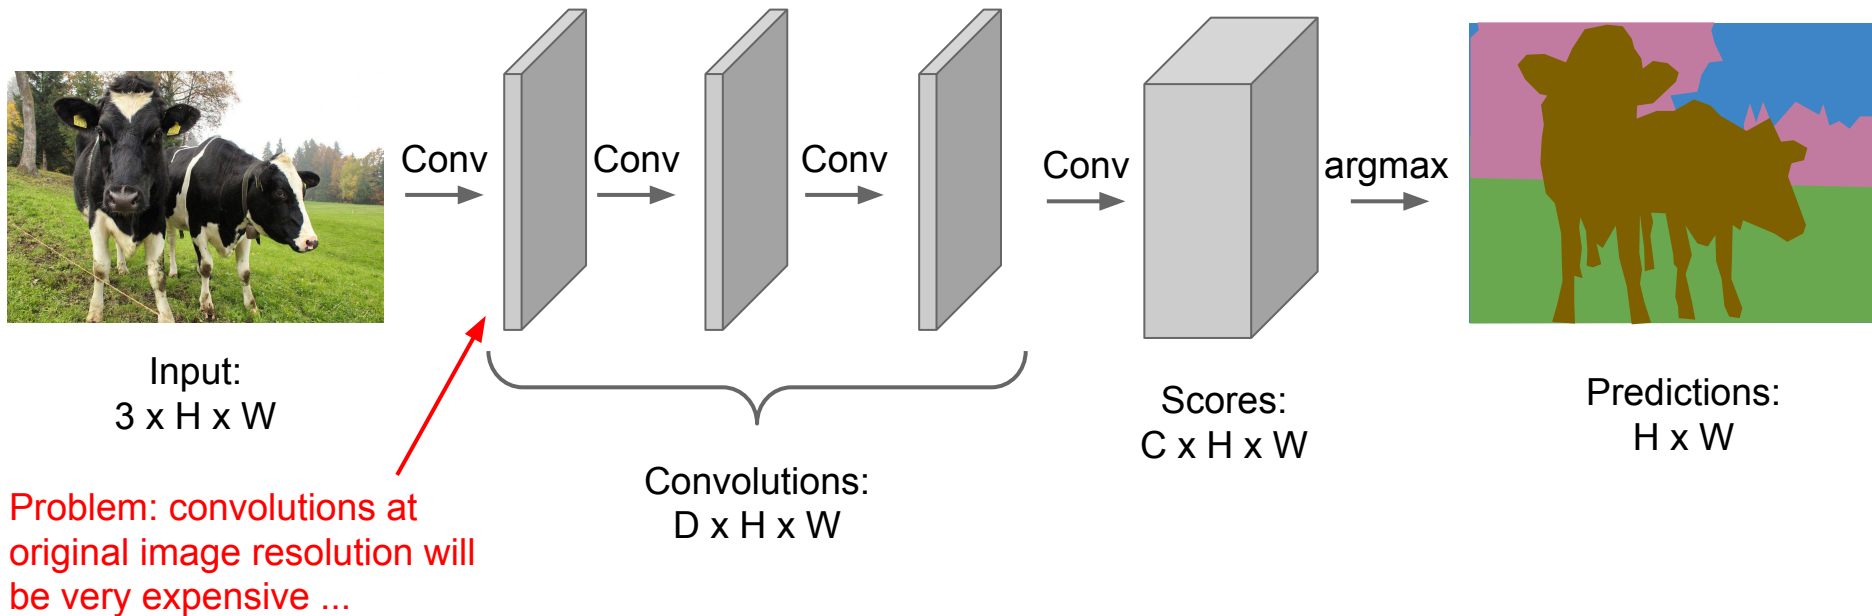 Conv
Conv
Conv
Conv
argmax
Input:
3 x H x W
Convolutions:
D x H x W
Scores:
C x H x W
Predictions:
H x W
Problem: convolutions at
original image resolution will
be very expensive ...